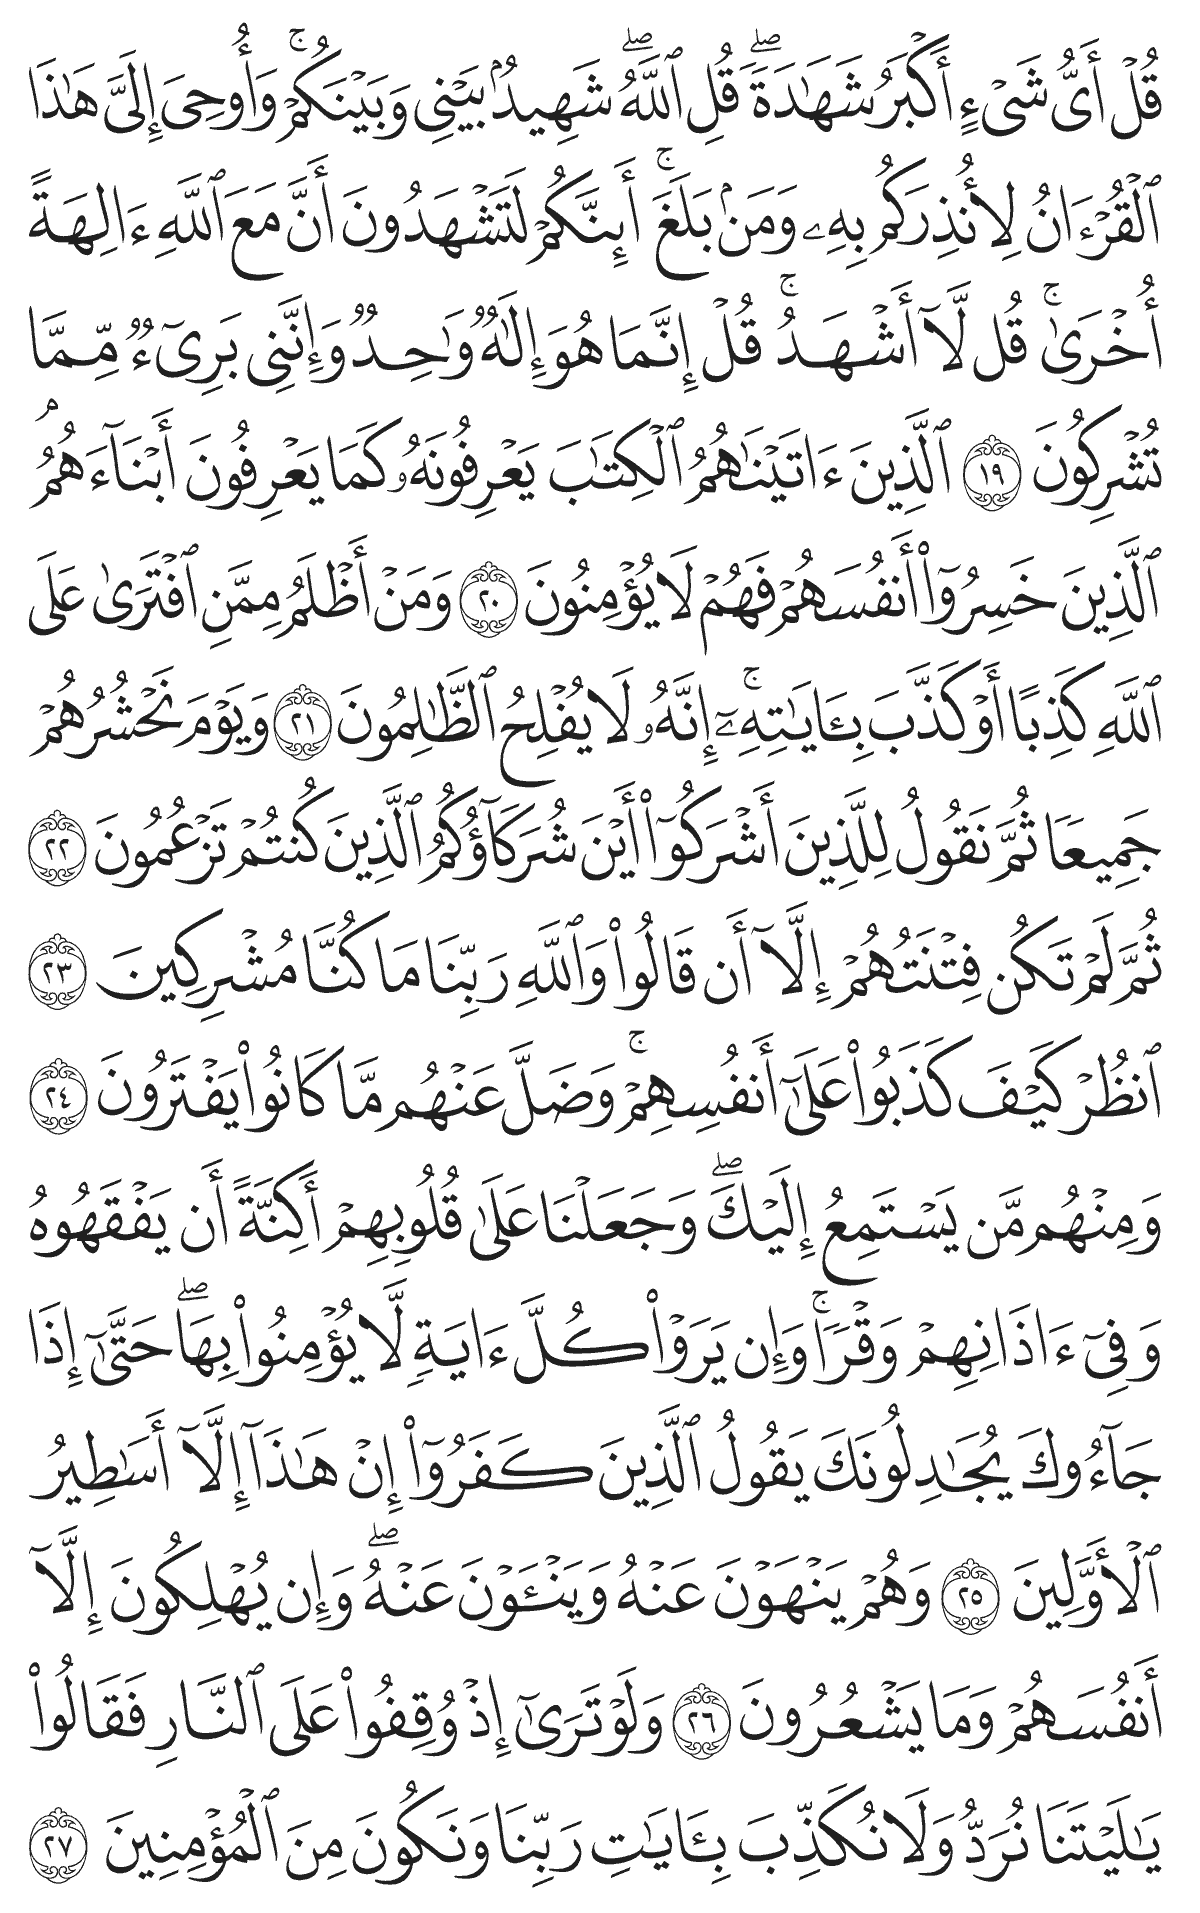 قُلْ أَيُّ شَيْءٍ أَكْبَرُ شَهَٰدَةًۖ قُلِ ٱللَّهُۖ شَهِيدُۢ بَيْنِي وَبَيْنَكُمْۚ وَأُوحِيَ إِلَيَّ هَٰذَا
ٱلْقُرْءَانُ لِأُنذِرَكُم بِهِۦ وَمَنۢ بَلَغَۚ أَئِنَّكُمْ لَتَشْهَدُونَ أَنَّ مَعَ ٱللَّهِ ءَالِهَةً
أُخْرَىٰۚ قُل لَّآ أَشْهَدُۚ قُلْ إِنَّمَا هُوَ إِلَٰهٌ وَٰحِدٌ وَإِنَّنِي بَرِيٓءٌ مِّمَّا
تُشْرِكُونَ ١٩ ٱلَّذِينَ ءَاتَيْنَٰهُمُ ٱلْكِتَٰبَ يَعْرِفُونَهُۥ كَمَا يَعْرِفُونَ أَبْنَآءَهُمُۘ
ٱلَّذِينَ خَسِرُوٓا۟ أَنفُسَهُمْ فَهُمْ لَا يُؤْمِنُونَ ٢٠ وَمَنْ أَظْلَمُ مِمَّنِ ٱفْتَرَىٰ عَلَى
ٱللَّهِ كَذِبًا أَوْ كَذَّبَ بِـَٔايَٰتِهِۦٓۚ إِنَّهُۥ لَا يُفْلِحُ ٱلظَّٰلِمُونَ ٢١ وَيَوْمَ نَحْشُرُهُمْ
جَمِيعًا ثُمَّ نَقُولُ لِلَّذِينَ أَشْرَكُوٓا۟ أَيْنَ شُرَكَآؤُكُمُ ٱلَّذِينَ كُنتُمْ تَزْعُمُونَ ٢٢
ثُمَّ لَمْ تَكُن فِتْنَتُهُمْ إِلَّآ أَن قَالُوا۟ وَٱللَّهِ رَبِّنَا مَا كُنَّا مُشْرِكِينَ ٢٣
ٱنظُرْ كَيْفَ كَذَبُوا۟ عَلَىٰٓ أَنفُسِهِمْۚ وَضَلَّ عَنْهُم مَّا كَانُوا۟ يَفْتَرُونَ ٢٤
وَمِنْهُم مَّن يَسْتَمِعُ إِلَيْكَۖ وَجَعَلْنَا عَلَىٰ قُلُوبِهِمْ أَكِنَّةً أَن يَفْقَهُوهُ
وَفِيٓ ءَاذَانِهِمْ وَقْرًاۚ وَإِن يَرَوْا۟ كُلَّ ءَايَةٍ لَّا يُؤْمِنُوا۟ بِهَاۖ حَتَّىٰٓ إِذَا
جَآءُوكَ يُجَٰدِلُونَكَ يَقُولُ ٱلَّذِينَ كَفَرُوٓا۟ إِنْ هَٰذَآ إِلَّآ أَسَٰطِيرُ
ٱلْأَوَّلِينَ ٢٥ وَهُمْ يَنْهَوْنَ عَنْهُ وَيَنْـَٔوْنَ عَنْهُۖ وَإِن يُهْلِكُونَ إِلَّآ
أَنفُسَهُمْ وَمَا يَشْعُرُونَ ٢٦ وَلَوْ تَرَىٰٓ إِذْ وُقِفُوا۟ عَلَى ٱلنَّارِ فَقَالُوا۟
يَٰلَيْتَنَا نُرَدُّ وَلَا نُكَذِّبَ بِـَٔايَٰتِ رَبِّنَا وَنَكُونَ مِنَ ٱلْمُؤْمِنِينَ ٢٧